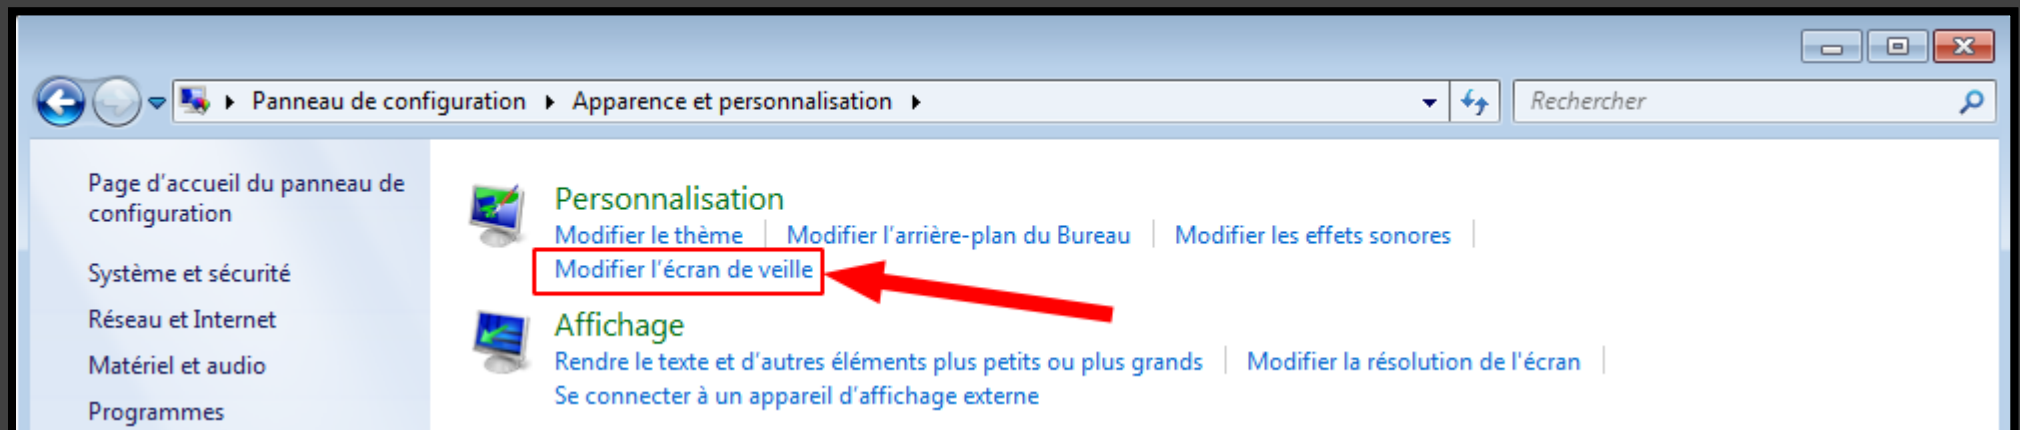 Panneau de configuration Apparence et personnalisation Rechercher
Page d'accueil du panneau de
configuration
Système et sécurité
Réseau et Internet
Matériel et audio
Programmes
Personnalisation
Modifier le thème Modifier l'arrière-plan du Bureau Modifier les effets sonores
Modifier l'écran de veille
Affichage
Rendre le texte et d'autres éléments plus petits ou plus grands Modifier la résolution de l'écran
Se connecter à un appareil d'affichage externe